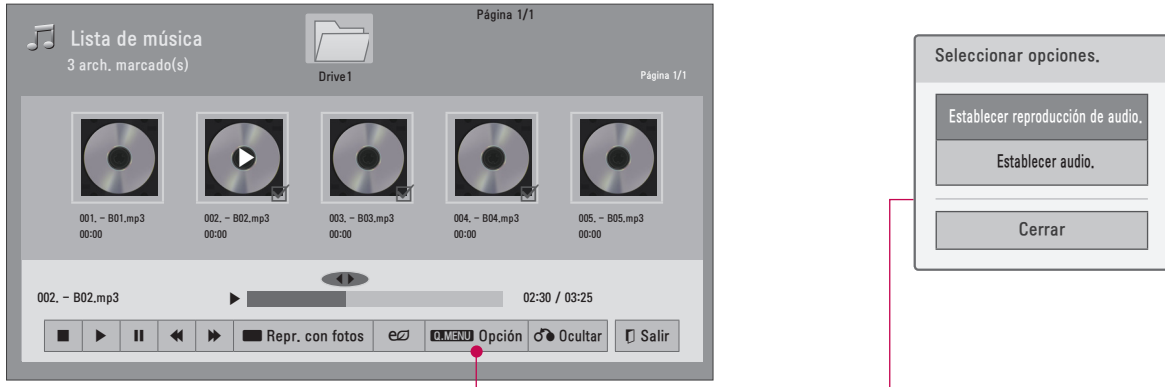 Página 1/1
Lista de música
3 arch. marcado(s)
Drive1
Página 1/1
001. - B01.mp3
00:00
002. - B02.mp3
00:00
003. - B03.mp3
00:00
004. - B04.mp3
00:00
005. - B05.mp3
00:00
002. - B02.mp3
02:30 / 03:25
Repr. con fotos
e
Q.MENU Opción
Ocultar
Salir
Seleccionar opciones.
Establecer reproducción de audio.
Establecer audio.
Cerrar